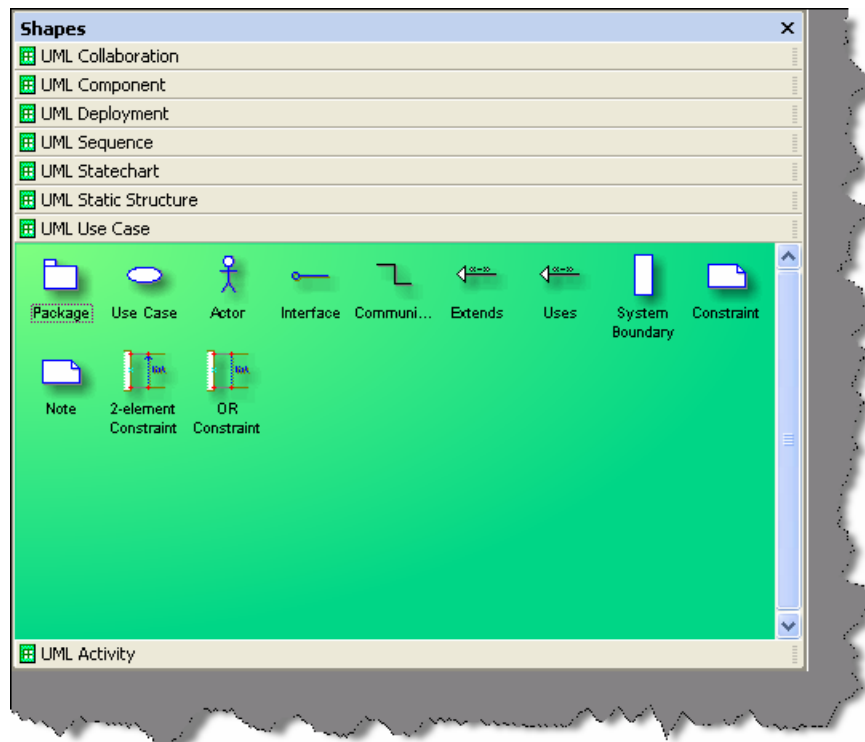 Shapes
UML Collaboration
UML Component
UML Deployment
UML Sequence
UML Statechart
UML Static Structure
UML Use Case
Package Use Case Actor Interface Communi... Extends Uses System Boundary Constraint
Note 2-element Constraint OR Constraint
UML Activity